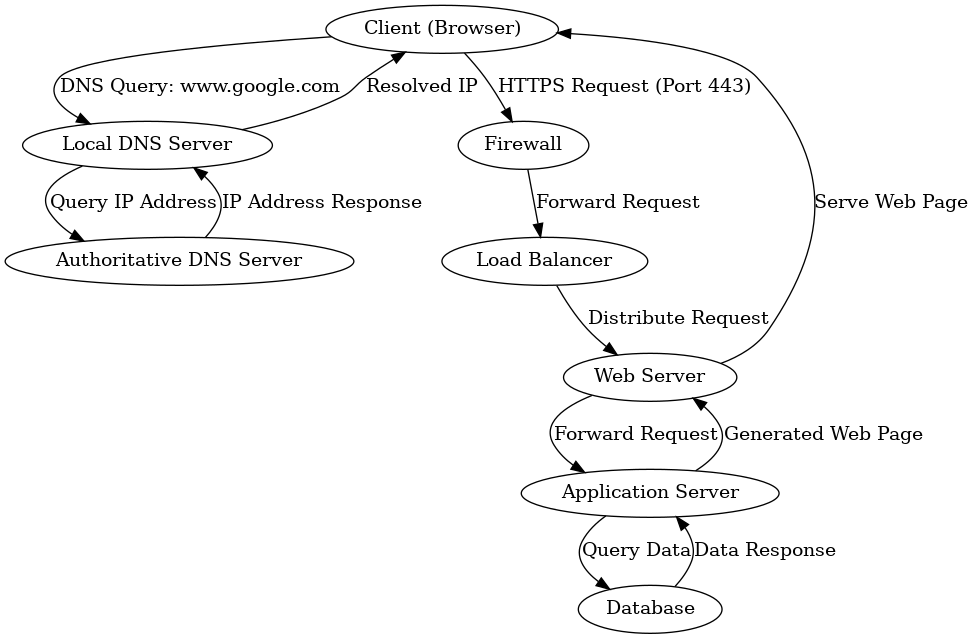 Client (Browser)
DNS Query: www.google.com
Resolved IP
HTTPS Request (Port 443)
Local DNS Server
Firewall
Query IP Address
IP Address Response
Forward Request
Serve Web Page
Authoritative DNS Server
Load Balancer
Distribute Request
Web Server
Forward Request
Generated Web Page
Application Server
Query Data
Data Response
Database